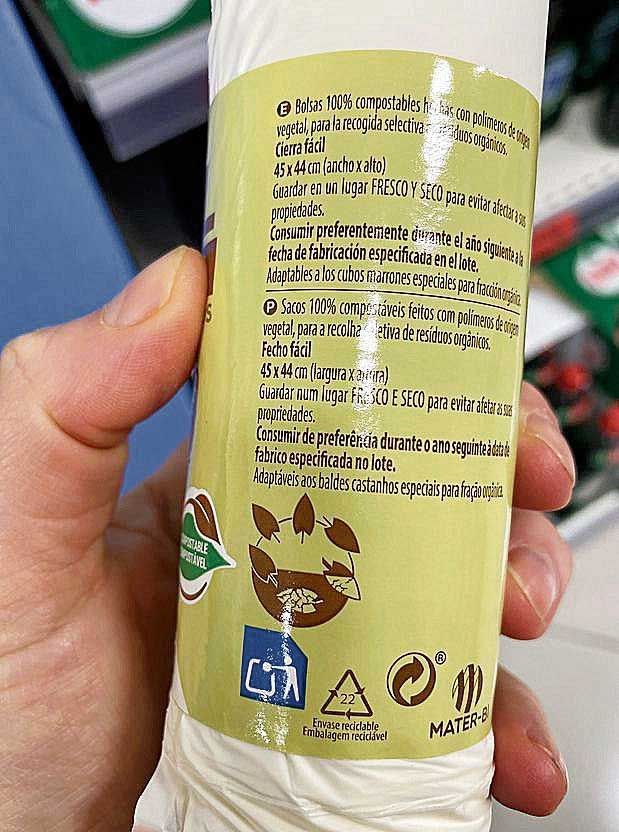 E Bolsas 100% compostables hechas con polímeros de origen
vegetal, para la recogida selectiva residuos orgánicos.
Cierra fácil
45 x 44 cm (ancho x alto)
Guardar en un lugar FRESCO Y SECO para evitar afectar a sus
propiedades.
Consumir preferentemente durante el año siguiente a la
fecha de fabricación especificada en el lote.
Adaptables a los cubos marrones especiales para fracción orgánica.
P Sacos 100% compostáveis feitos com polímeros de origem
vegetal, para a recolha seletiva de resíduos orgânicos.
Fecho fácil
45 x 44 cm (largura x altura)
Guardar num lugar FRESCO E SECO para evitar afetar as suas
propriedades.
Consumir de preferência durante o ano seguinte à data de
fabrico especificada no lote.
Adaptáveis aos baldes castanhos especiais para fração orgânica.
22
Envase reciclable
Embalagem reciclável
®
MATER-BI